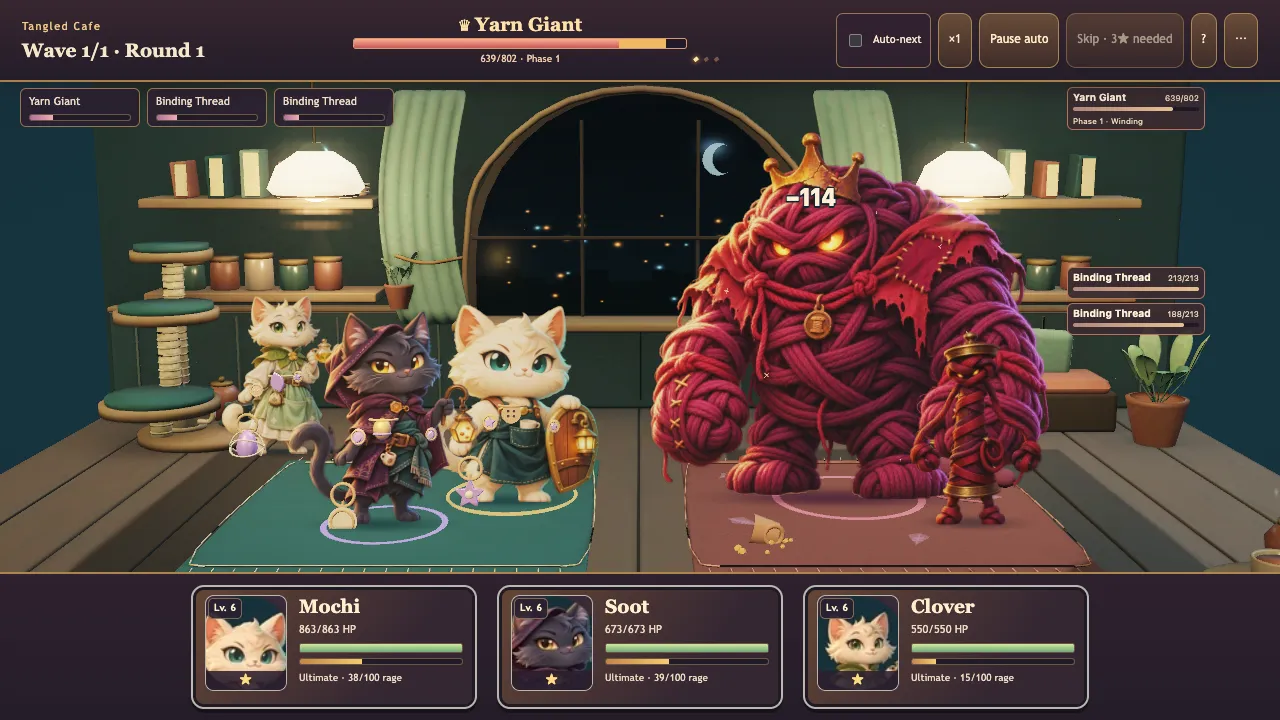 Tangled Cafe
Wave 1/1 · Round 1
♛ Yarn Giant
639/802 · Phase 1
Auto-next
×1
Pause auto
Skip · 3★ needed
?
...
Yarn Giant
Binding Thread
Binding Thread
Yarn Giant 639/802
Phase 1 · Winding
-114
Binding Thread 213/213
Binding Thread 188/213
Lv. 6
Mochi
863/863 HP
Ultimate · 38/100 rage
Lv. 6
Soot
673/673 HP
Ultimate · 39/100 rage
Lv. 6
Clover
550/550 HP
Ultimate · 15/100 rage